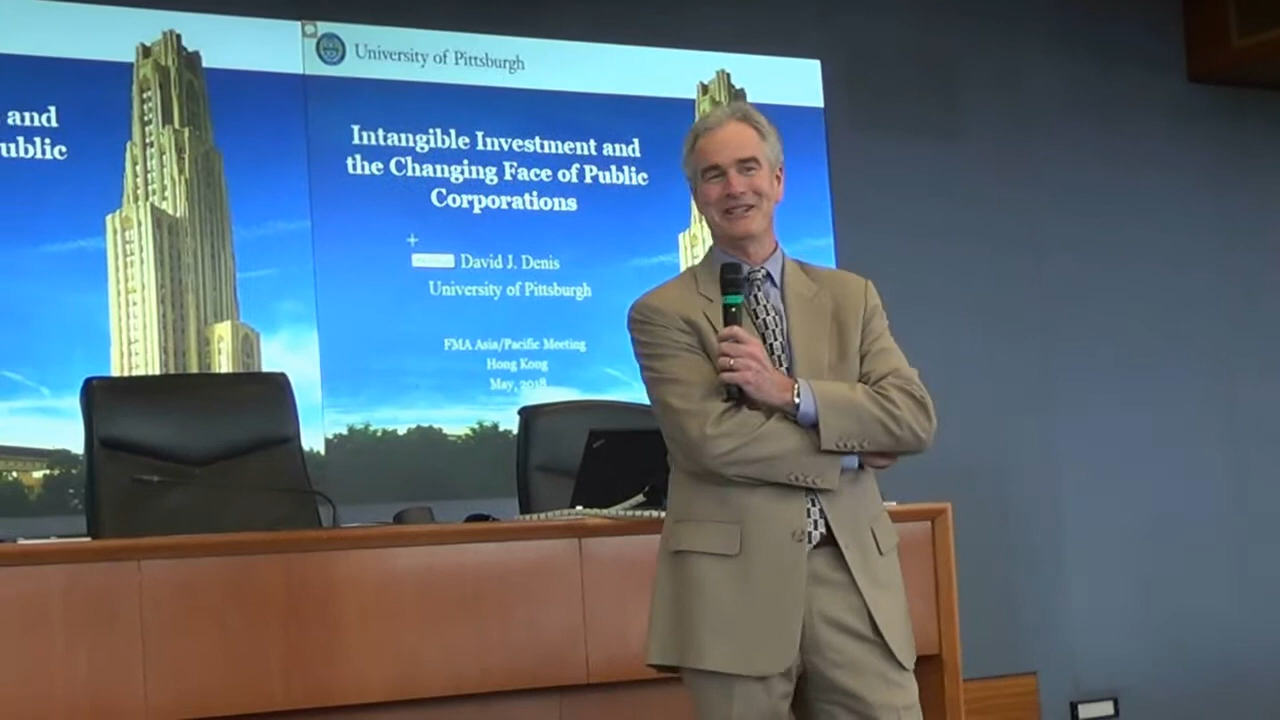 and
ublic
University of Pittsburgh
Intangible Investment and
the Changing Face of Public
Corporations
David J. Denis
University of Pittsburgh
FMA Asia/Pacific Meeting
Hong Kong
May, 2018